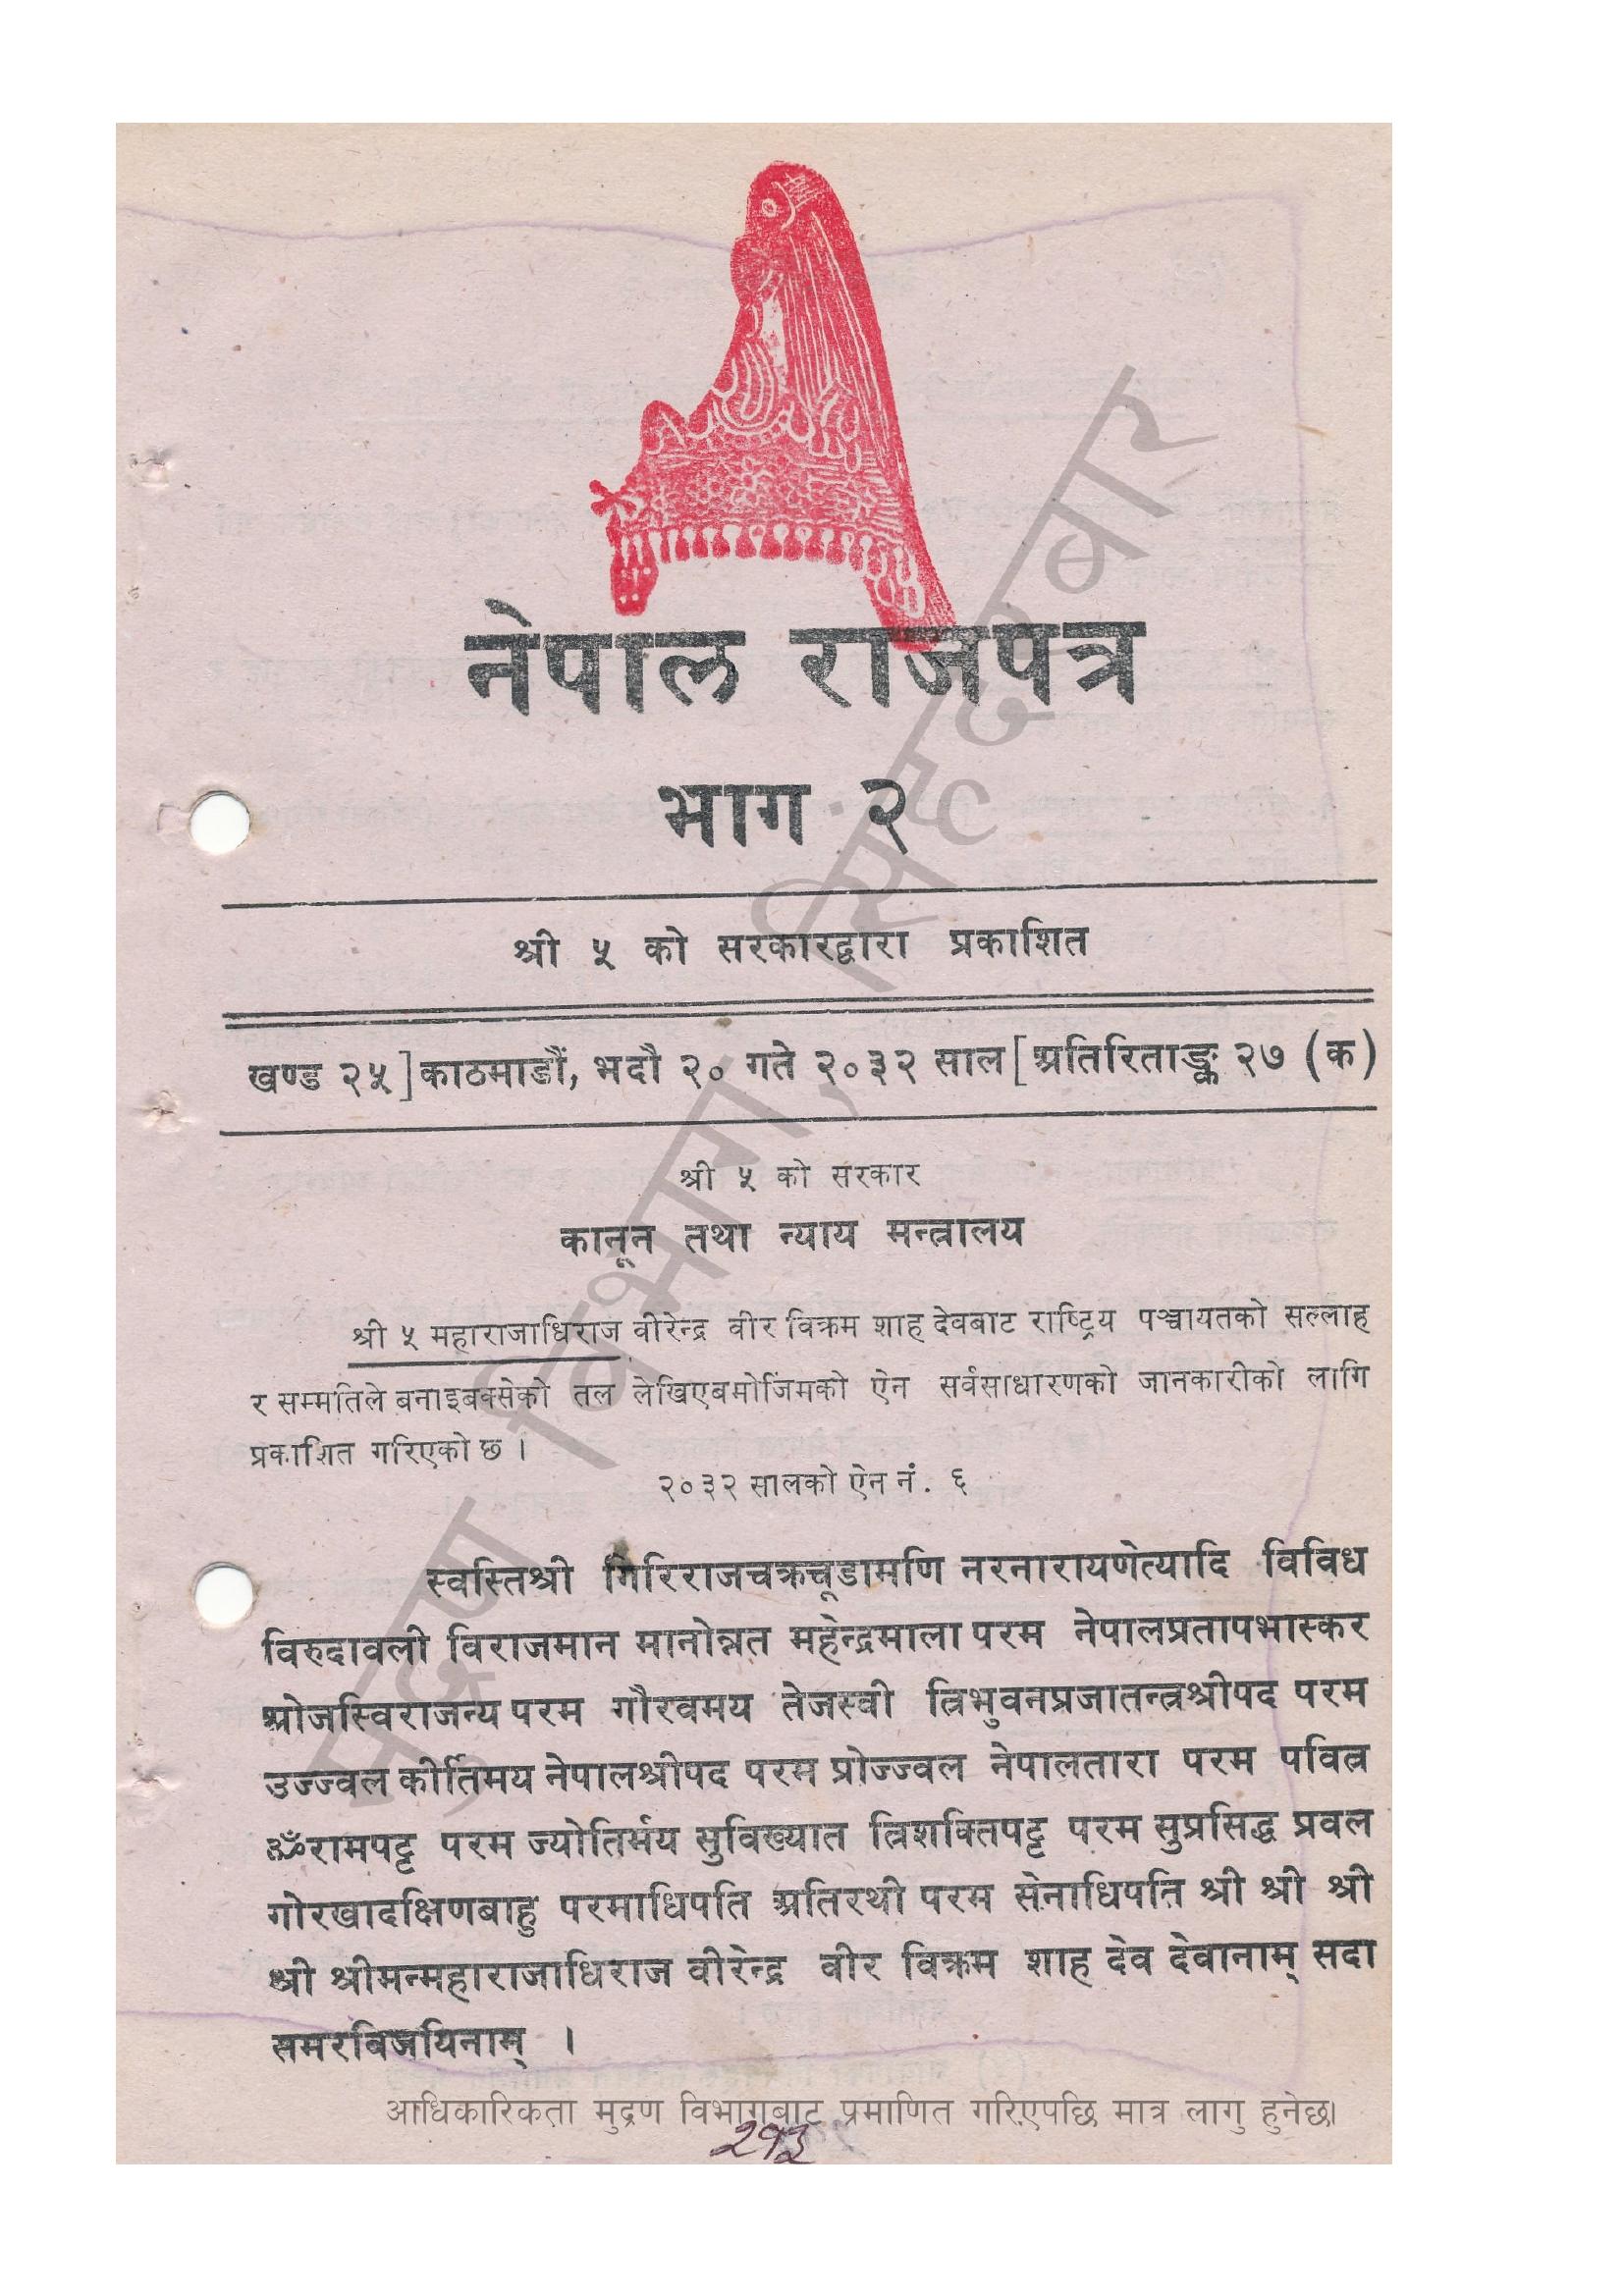 नेपाल राजपत्र
भाग २
श्री ५ को सरकारद्वारा प्रकाशित
खण्ड २५] काठमाडौं, भदौ २० गते २०३२ साल [अतिरिताङ्क २७ (क)
श्री ५ को सरकार
कानून तथा न्याय मन्त्रालय
श्री ५ महाराजाधिराज वीरेन्द्र वीर विक्रम शाह देवबाट राष्ट्रिय पञ्चायतको सल्लाह
र सम्मतिले बनाइबक्सेको तल लेखिएबमोजिमको ऐन सर्वसाधारणको जानकारीको लागि
प्रकाशित गरिएको छ ।
२०३२ सालको ऐन नं. ६
स्वस्तिश्री गिरिराजचक्रचूडामणि नरनारायणेत्यादि विविध
विरुदावली विराजमान मानोन्नत महेन्द्रमाला परम नेपालप्रतापभास्कर
ओजस्विराजन्य परम गौरवमय तेजस्वी त्रिभुवनप्रजातन्त्रश्रीपद परम
उज्ज्वल कीर्तिमय नेपालश्रीपद परम प्रोज्ज्वल नेपालतारा परम पवित्र
ॐरामपट्ट परम ज्योतिर्मय सुविख्यात त्रिशक्तिपट्ट परम सुप्रसिद्ध प्रवल
गोरखादक्षिणबाहु परमाधिपति अतिरथी परम सेनाधिपति श्री श्री श्री
श्री श्रीमन्महाराजाधिराज वीरेन्द्र वीर विक्रम शाह देव देवानाम् सदा
समरबिजयिनाम् ।
मुद्रण विभाग, सिंहदरबार
आधिकारिकता मुद्रण विभागबाट प्रमाणित गरिएपछि मात्र लागु हुनेछ।
२१३